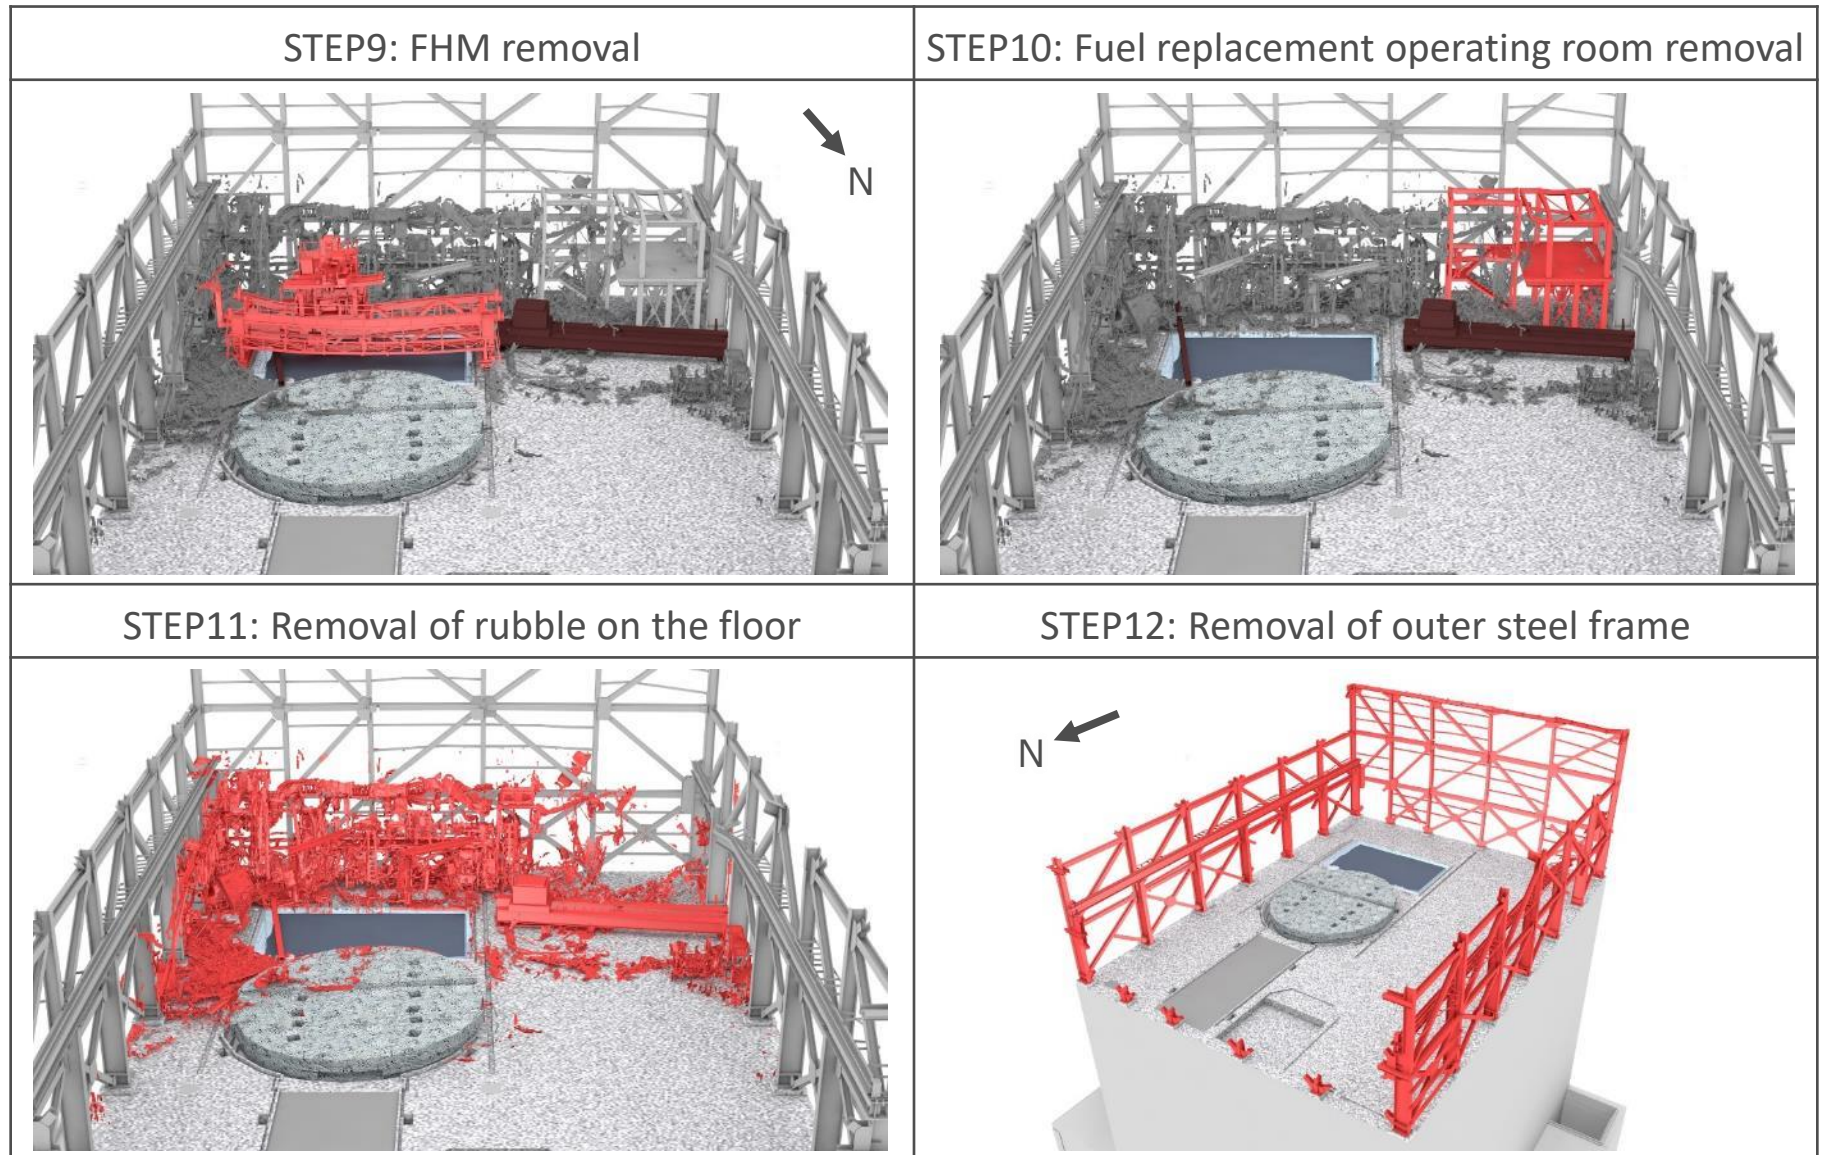 STEP9: FHM removal
STEP10: Fuel replacement operating room removal
N
STEP11: Removal of rubble on the floor
STEP12: Removal of outer steel frame
N